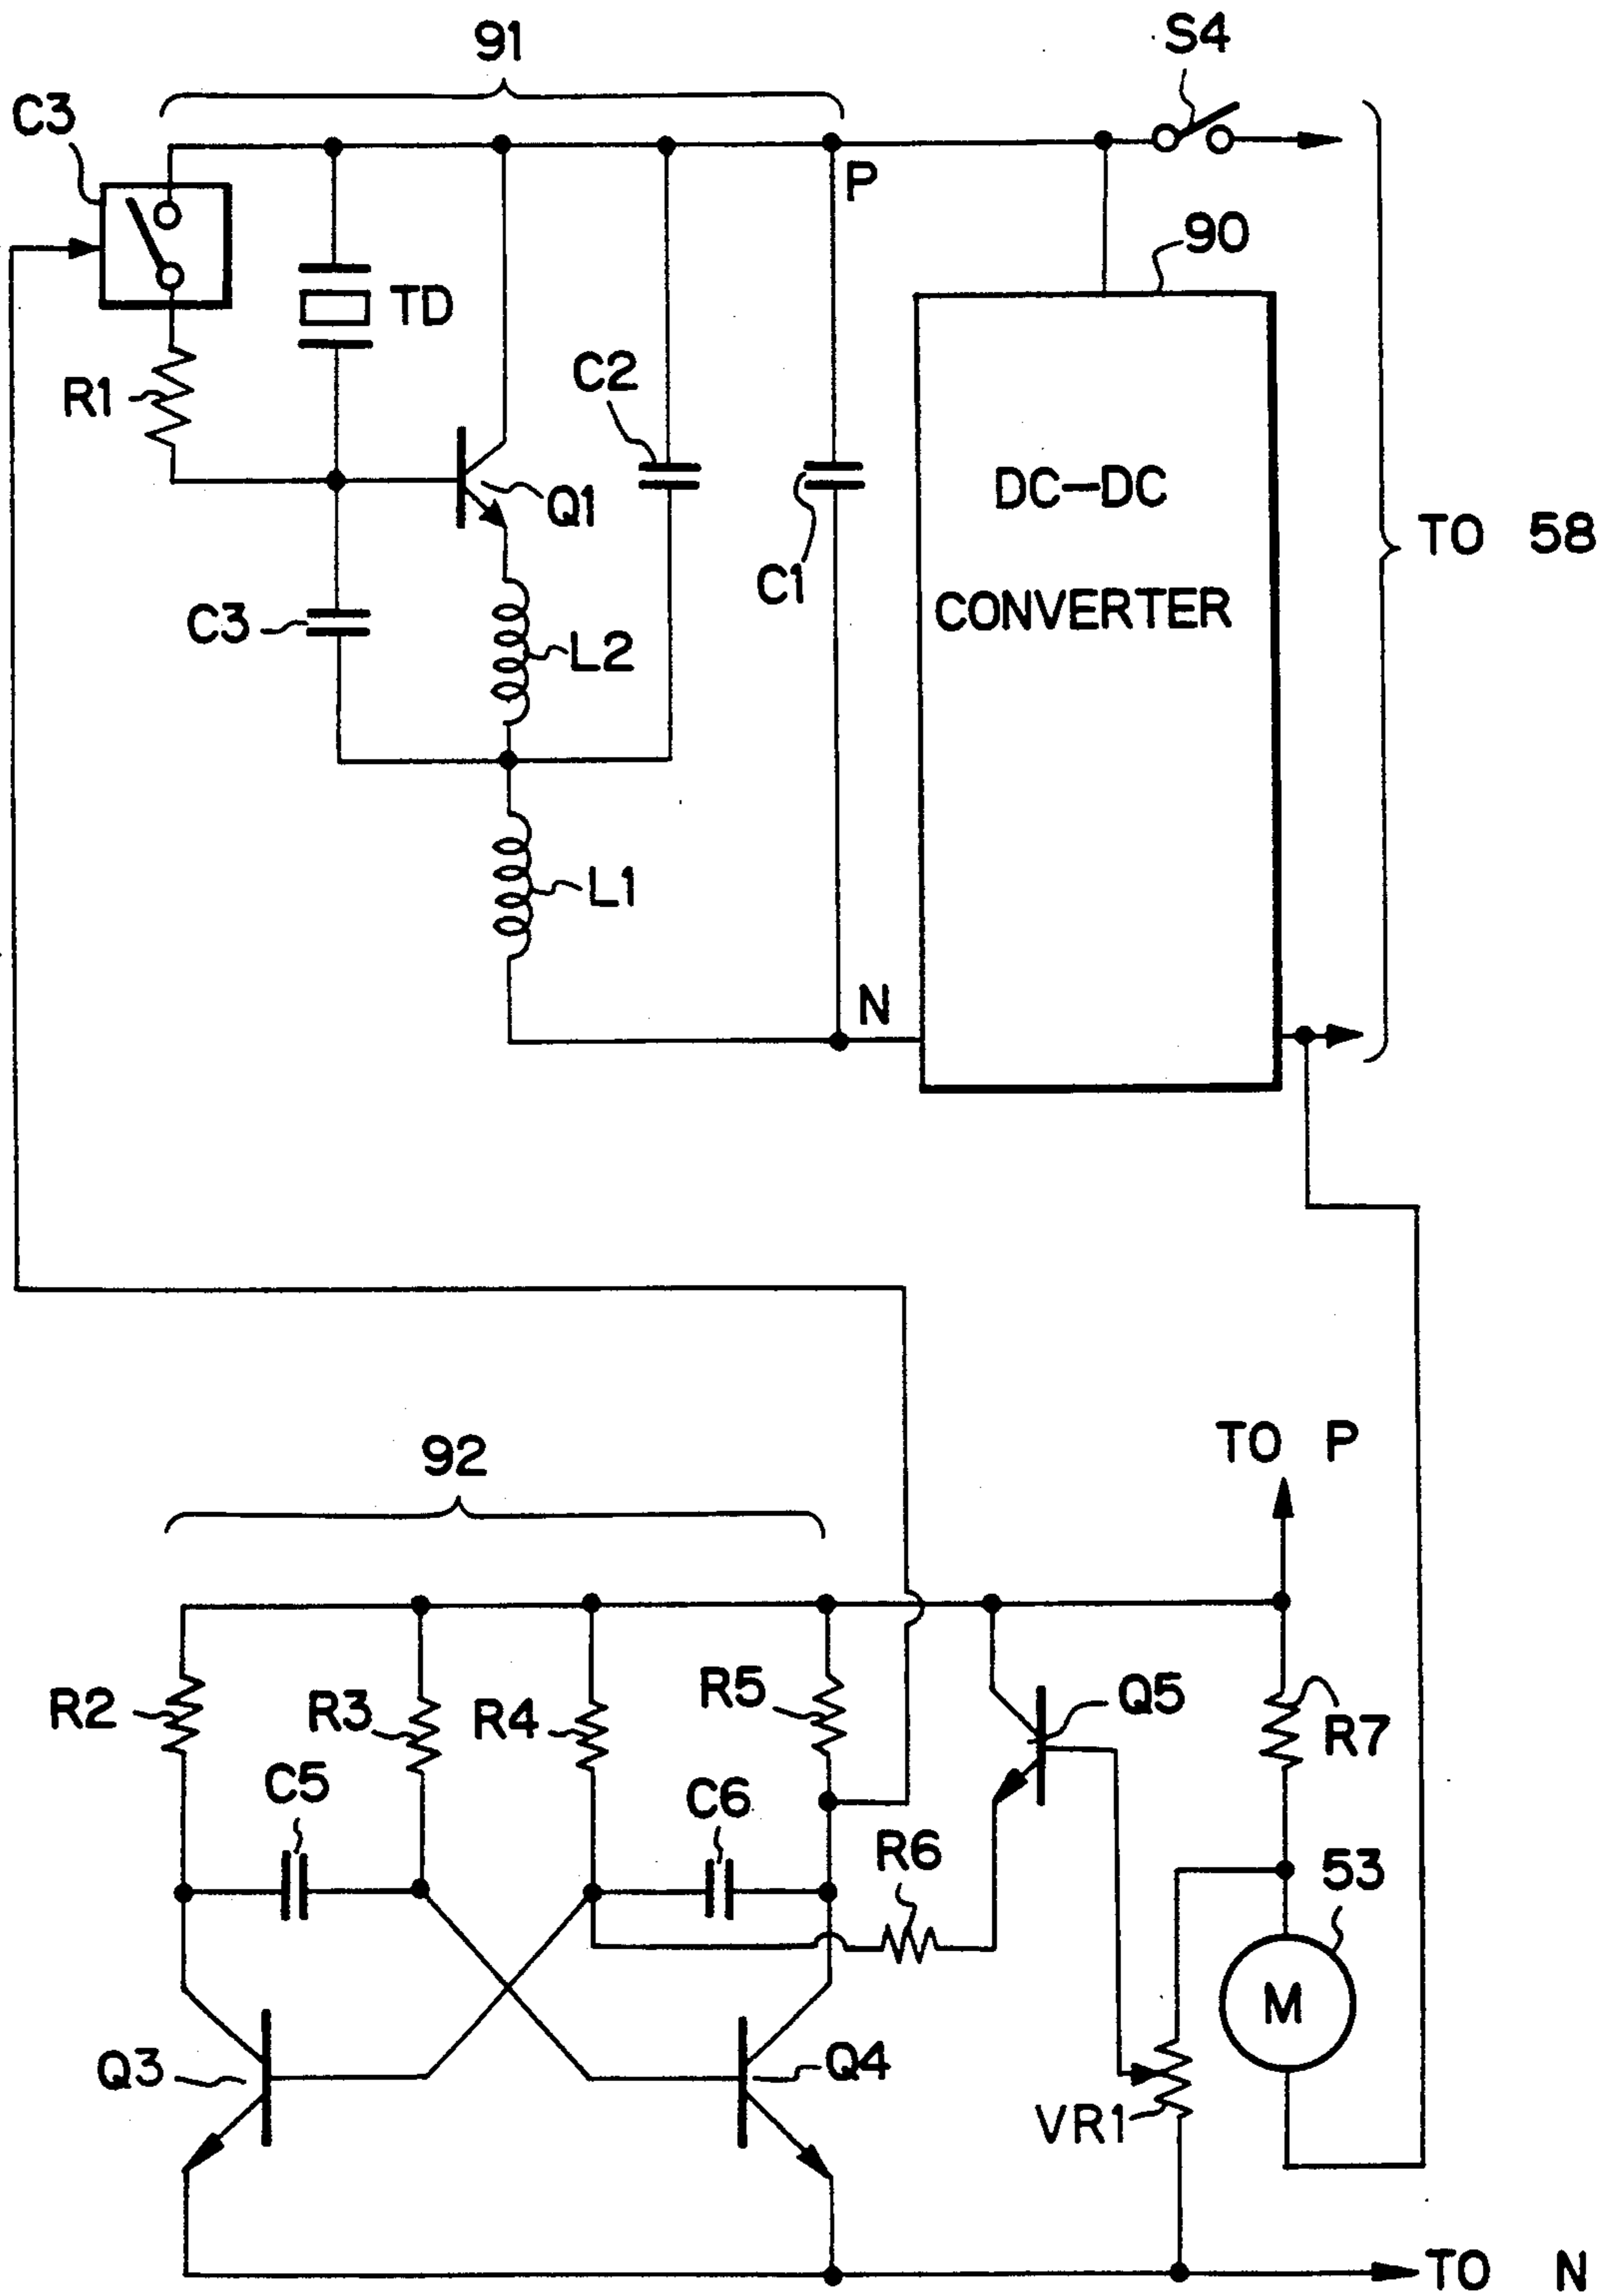 91
S4
C3
P
90
TD
R1
C2
Q1
DC-DC
CONVERTER
C1
TO 58
C3
L2
L1
N
TO P
92
R2
R3
R4
R5
Q5
R7
C5
C6
R6
53
M
Q3
Q4
VR1
TO N